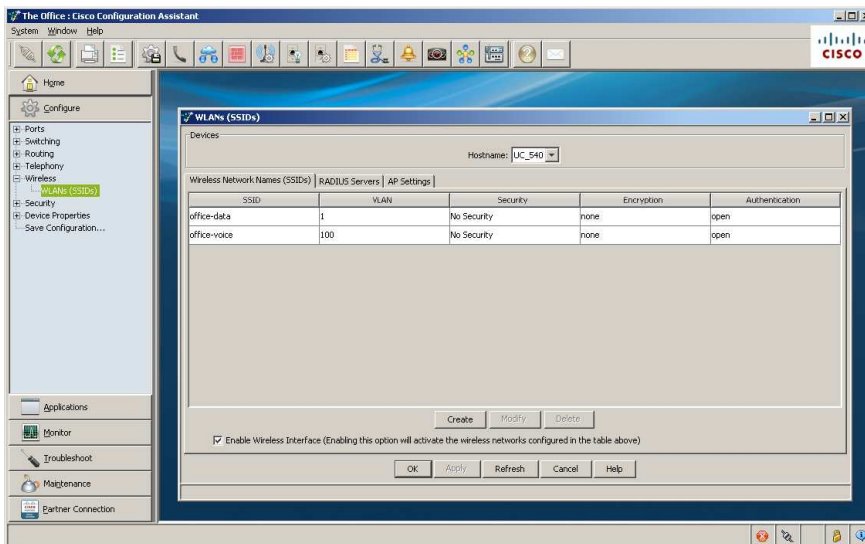 The Office : Cisco Configuration Assistant
System Window Help
CISCO
Home
Configure
Ports
Switching
Routing
Telephony
Wireless
WLANs (SSIDs)
Security
Device Properties
Save Configuration...
Applications
Monitor
Troubleshoot
Maintenance
Partner Connection
WLANs (SSIDs)
Devices
Hostname: UC_540
Wireless Network Names (SSIDs) RADIUS Servers AP Settings
SSID VLAN Security Encryption Authentication
office-data 1 No Security none open
office-voice 100 No Security none open
Create Modify Delete
Enable Wireless Interface (Enabling this option will activate the wireless networks configured in the table above)
OK Apply Refresh Cancel Help